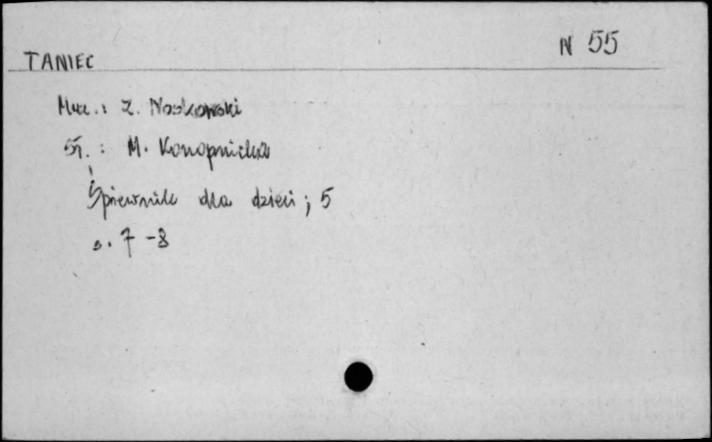 TANIEC
N 55
Muz.: Z. Noskowski
Sł.: M. Konopnicka
Śpiewnik dla dzieci; 5
s. 7-8